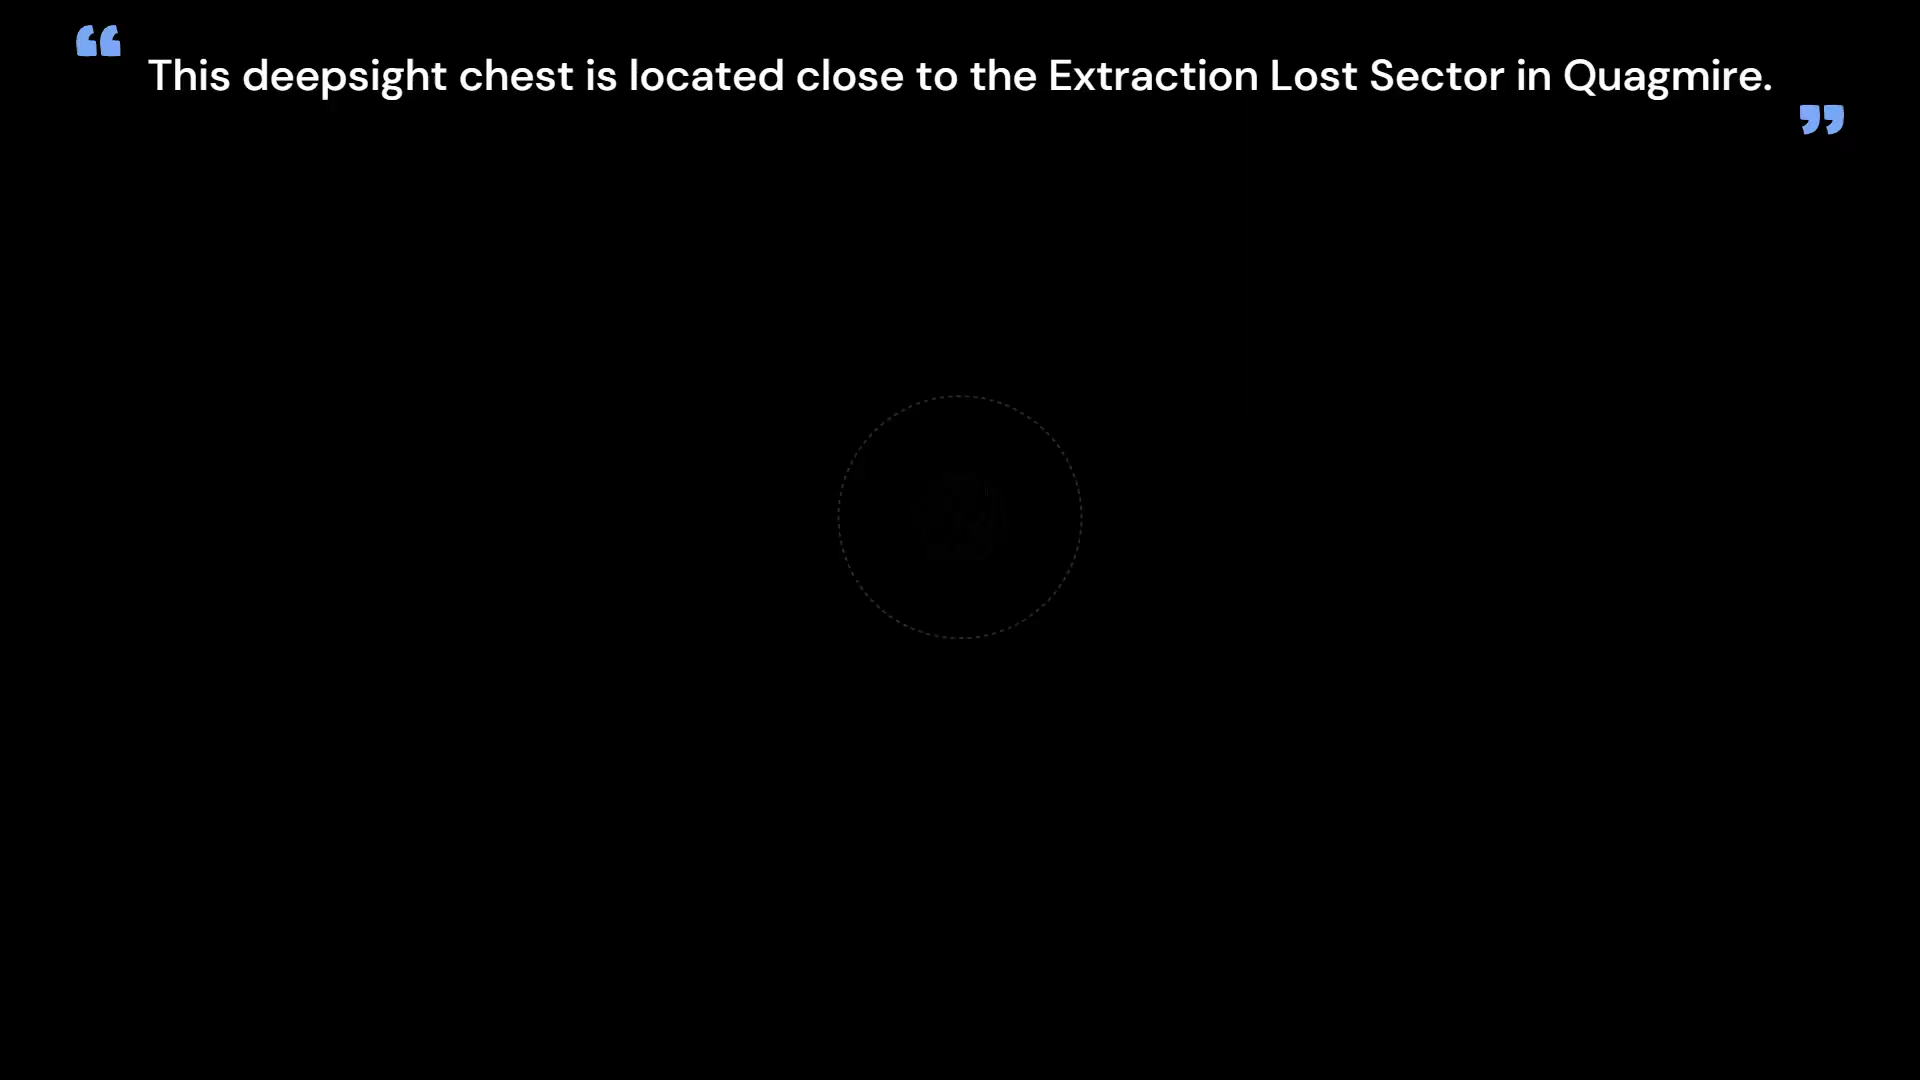 “ This deepsight chest is located close to the Extraction Lost Sector in Quagmire. ”